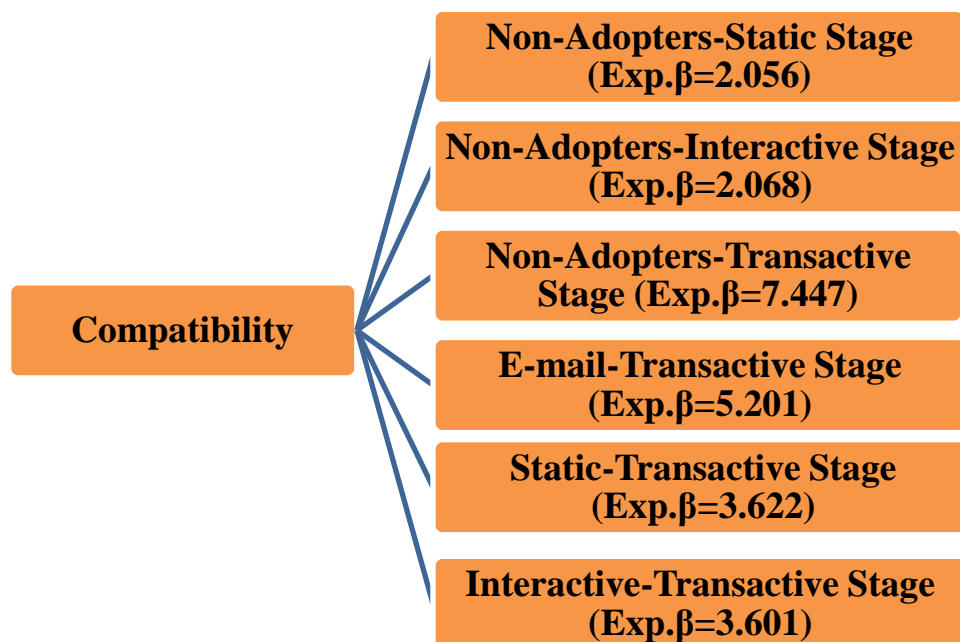 Non-Adopters-Static Stage
(Exp.β=2.056)
Non-Adopters-Interactive Stage
(Exp.β=2.068)
Non-Adopters-Transactive
Stage (Exp.β=7.447)
Compatibility
E-mail-Transactive Stage
(Exp.β=5.201)
Static-Transactive Stage
(Exp.β=3.622)
Interactive-Transactive Stage
(Exp.β=3.601)